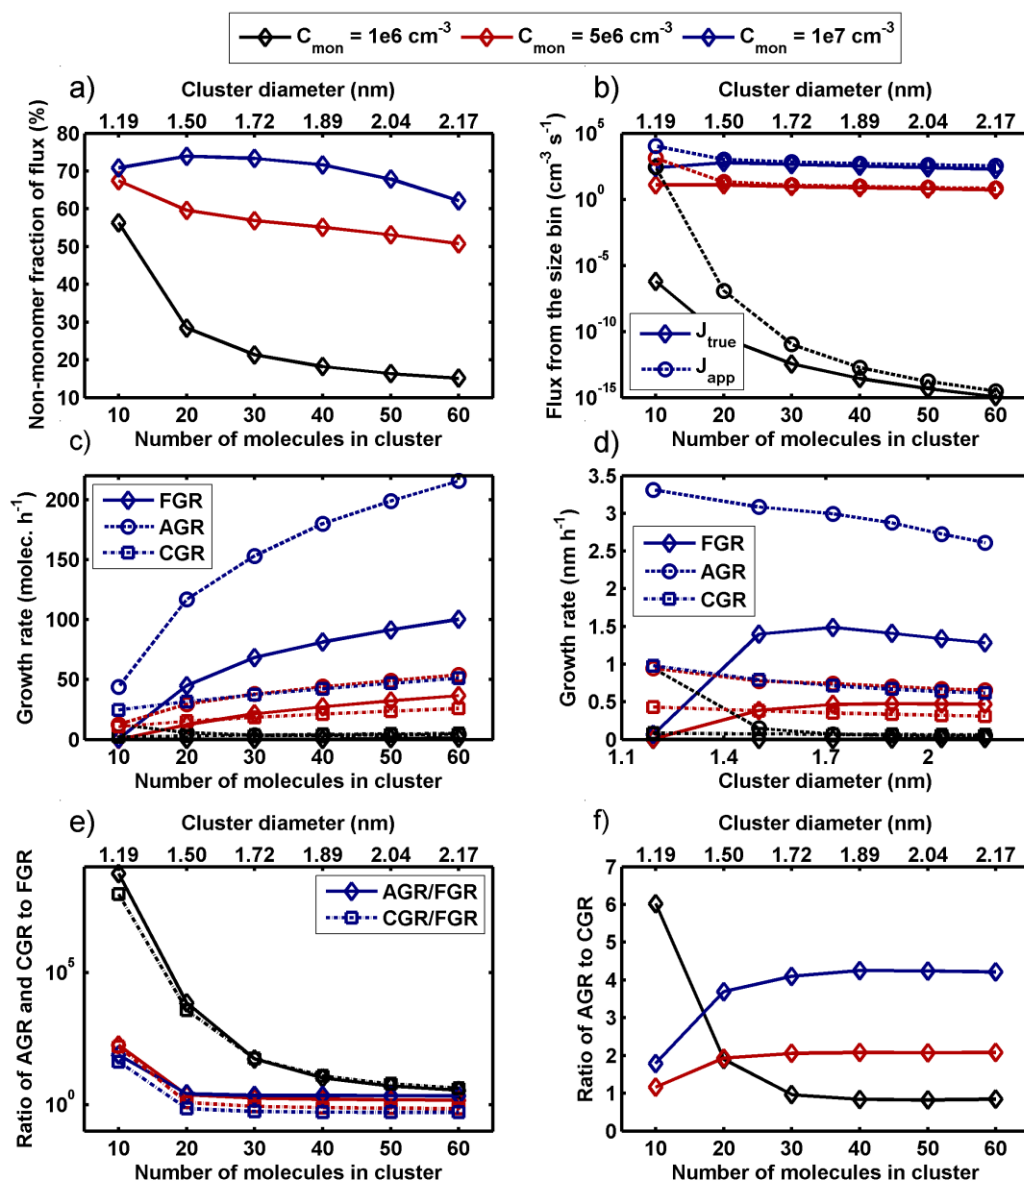 C_mon = 1e6 cm^-3 C_mon = 5e6 cm^-3 C_mon = 1e7 cm^-3
a)
Cluster diameter (nm)
1.19 1.50 1.72 1.89 2.04 2.17
Non-monomer fraction of flux (%)
80
70
60
50
40
30
20
10
10 20 30 40 50 60
Number of molecules in cluster
b)
Cluster diameter (nm)
1.19 1.50 1.72 1.89 2.04 2.17
Flux from the size bin (cm^-3 s^-1)
10^5
10^0
10^-5
10^-10
10^-15
J_true
J_app
10 20 30 40 50 60
Number of molecules in cluster
c)
Growth rate (molec. h^-1)
200
150
100
50
0
FGR
AGR
CGR
10 20 30 40 50 60
Number of molecules in cluster
d)
Growth rate (nm h^-1)
3.5
3
2.5
2
1.5
1
0.5
0
FGR
AGR
CGR
1.1 1.4 1.7 2
Cluster diameter (nm)
e)
Cluster diameter (nm)
1.19 1.50 1.72 1.89 2.04 2.17
Ratio of AGR and CGR to FGR
10^5
10^0
AGR/FGR
CGR/FGR
10 20 30 40 50 60
Number of molecules in cluster
f)
Cluster diameter (nm)
1.19 1.50 1.72 1.89 2.04 2.17
Ratio of AGR to CGR
7
6
5
4
3
2
1
0
10 20 30 40 50 60
Number of molecules in cluster